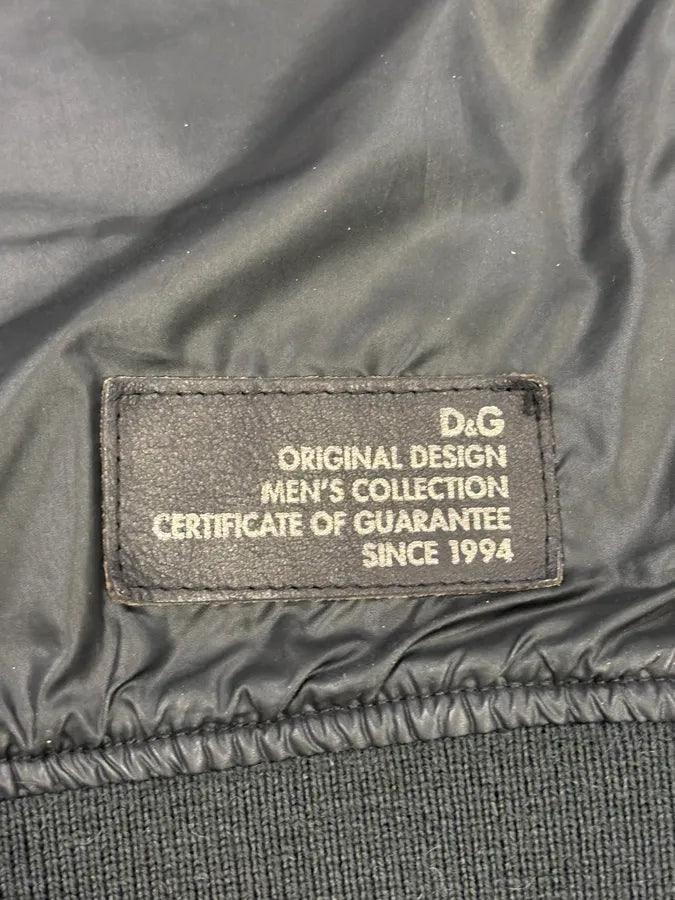 D&G
ORIGINAL DESIGN
MEN'S COLLECTION
CERTIFICATE OF GUARANTEE
SINCE 1994